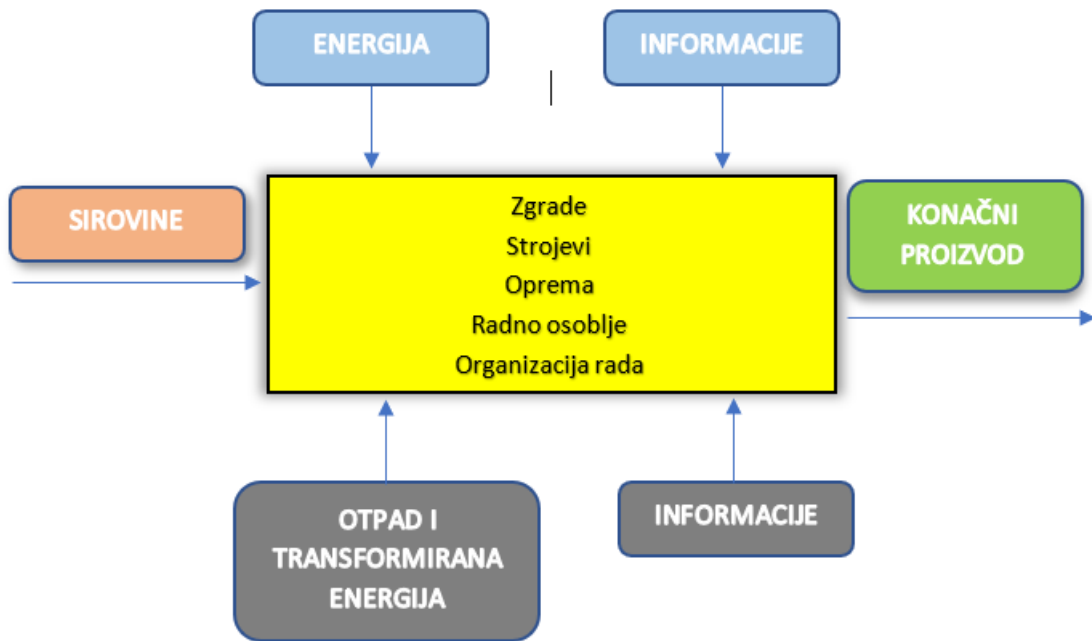 ENERGIJA
INFORMACIJE
SIROVINE
Zgrade
Strojevi
Oprema
Radno osoblje
Organizacija rada
KONAČNI
PROIZVOD
OTPAD I
TRANSFORMIRANA
ENERGIJA
INFORMACIJE